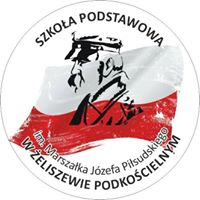 SZKOŁA PODSTAWOWA
im. Marszałka Józefa Piłsudskiego
W ŻELISZEWIE PODKOŚCIELNYM